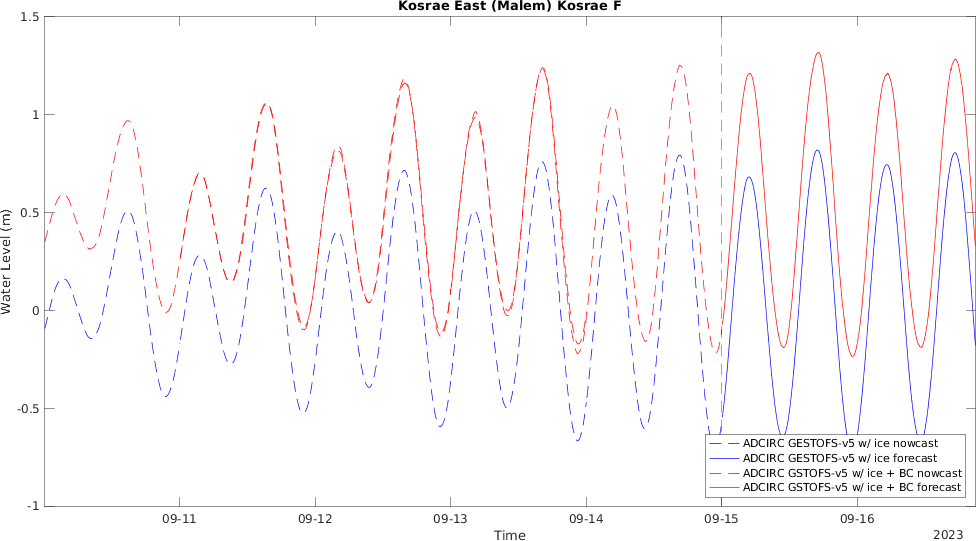 Kosrae East (Malem) Kosrae F
1.5
1
0.5
0
-0.5
-1
Water Level (m)
ADCIRC GESTOFS-v5 w/ ice nowcast
ADCIRC GESTOFS-v5 w/ ice forecast
ADCIRC GSTOFS-v5 w/ ice + BC nowcast
ADCIRC GSTOFS-v5 w/ ice + BC forecast
09-11 09-12 09-13 09-14 09-15 09-16
Time
2023